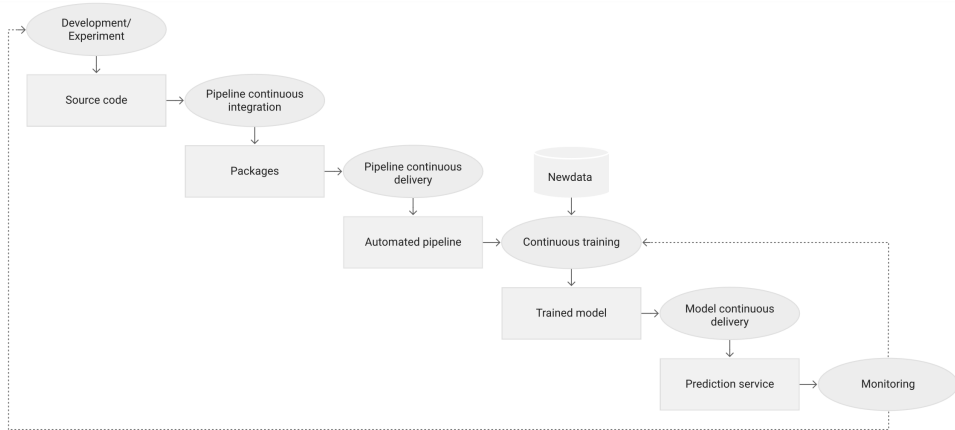 Development/
Experiment
Source code
Pipeline continuous
integration
Packages
Pipeline continuous
delivery
Newdata
Automated pipeline
Continuous training
Trained model
Model continuous
delivery
Prediction service
Monitoring